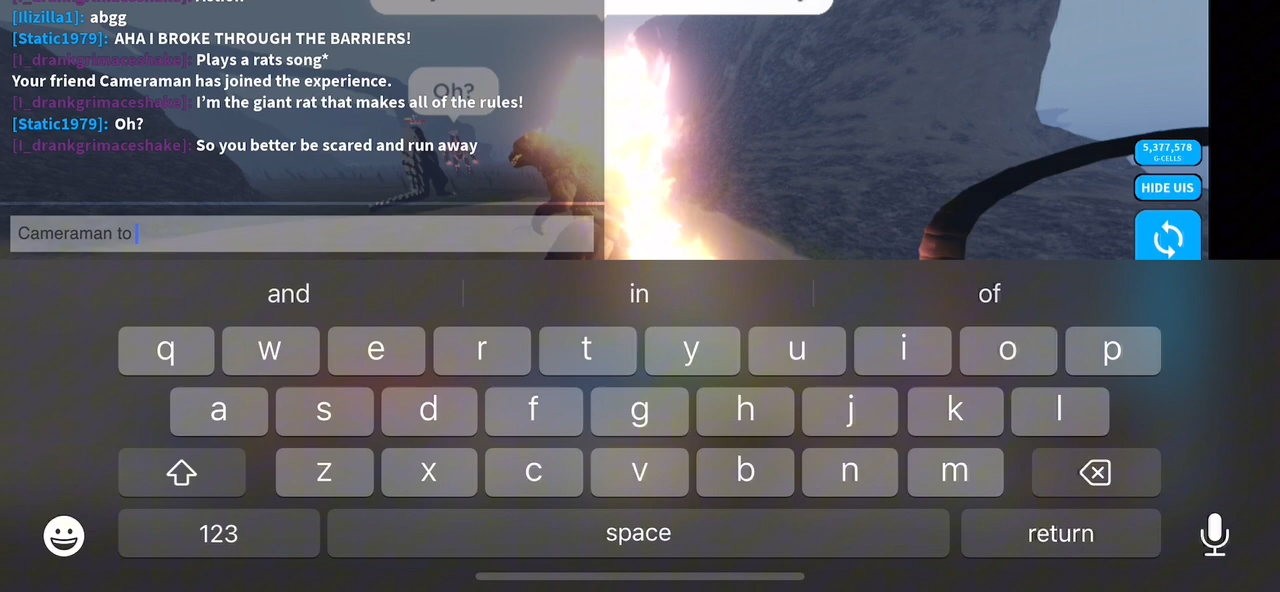 [Ilizilla1]: abgg
[Static1979]: AHA I BROKE THROUGH THE BARRIERS!
[I_drankgrimaceshake]: Plays a rats song*
Your friend Cameraman has joined the experience.
[I_drankgrimaceshake]: I’m the giant rat that makes all of the rules!
[Static1979]: Oh?
[I_drankgrimaceshake]: So you better be scared and run away
Oh?
5,377,578
G-CELLS
HIDE UIS
Cameraman to
and in of
q w e r t y u i o p
a s d f g h j k l
z x c v b n m
123 space return